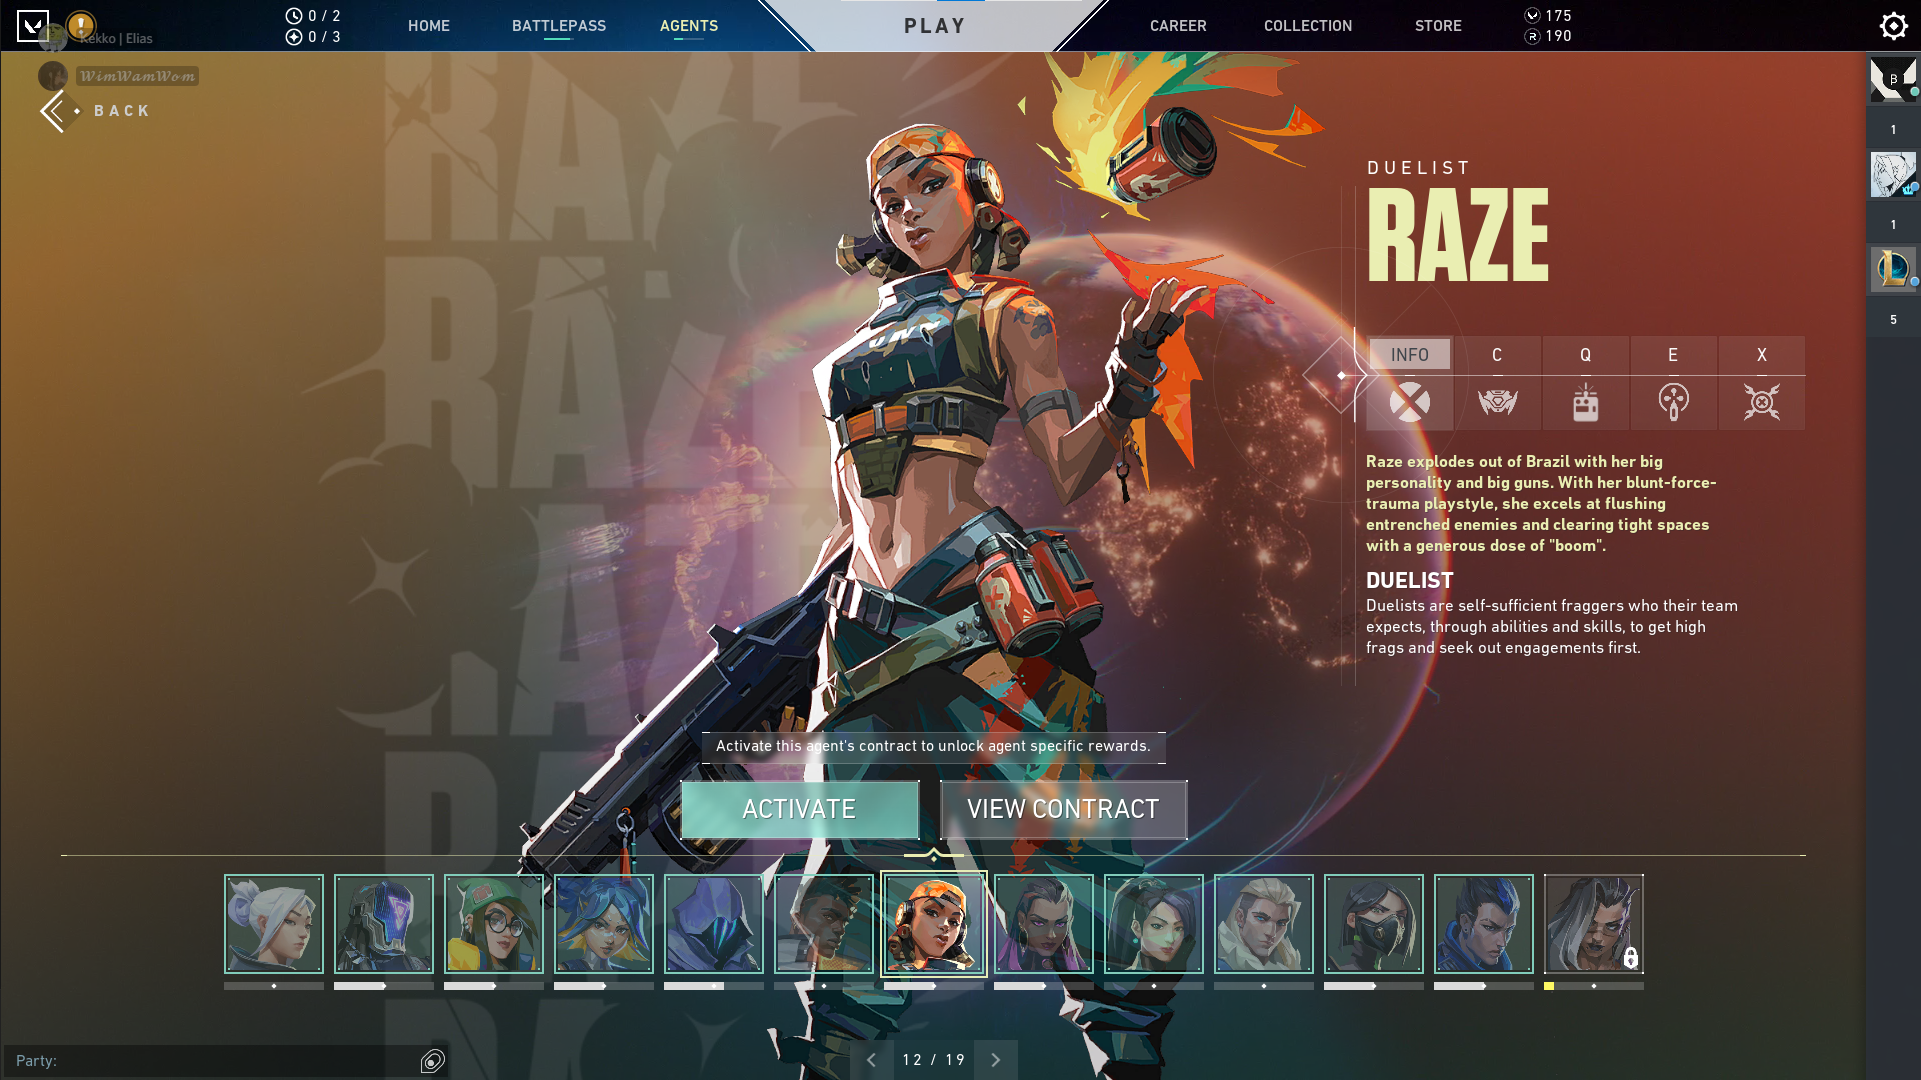 0 / 2
0 / 3
HOME
BATTLEPASS
AGENTS
PLAY
CAREER
COLLECTION
STORE
175
190
Kekko | Elias
WimWamWom
BACK
B
1
1
5
DUELIST
RAZE
INFO
C
Q
E
X
Raze explodes out of Brazil with her big
personality and big guns. With her blunt-force-
trauma playstyle, she excels at flushing
entrenched enemies and clearing tight spaces
with a generous dose of "boom".
DUELIST
Duelists are self-sufficient fraggers who their team
expects, through abilities and skills, to get high
frags and seek out engagements first.
Activate this agent's contract to unlock agent specific rewards.
ACTIVATE
VIEW CONTRACT
Party:
12 / 19
RAZE
RAZE
RAZE
RAZE